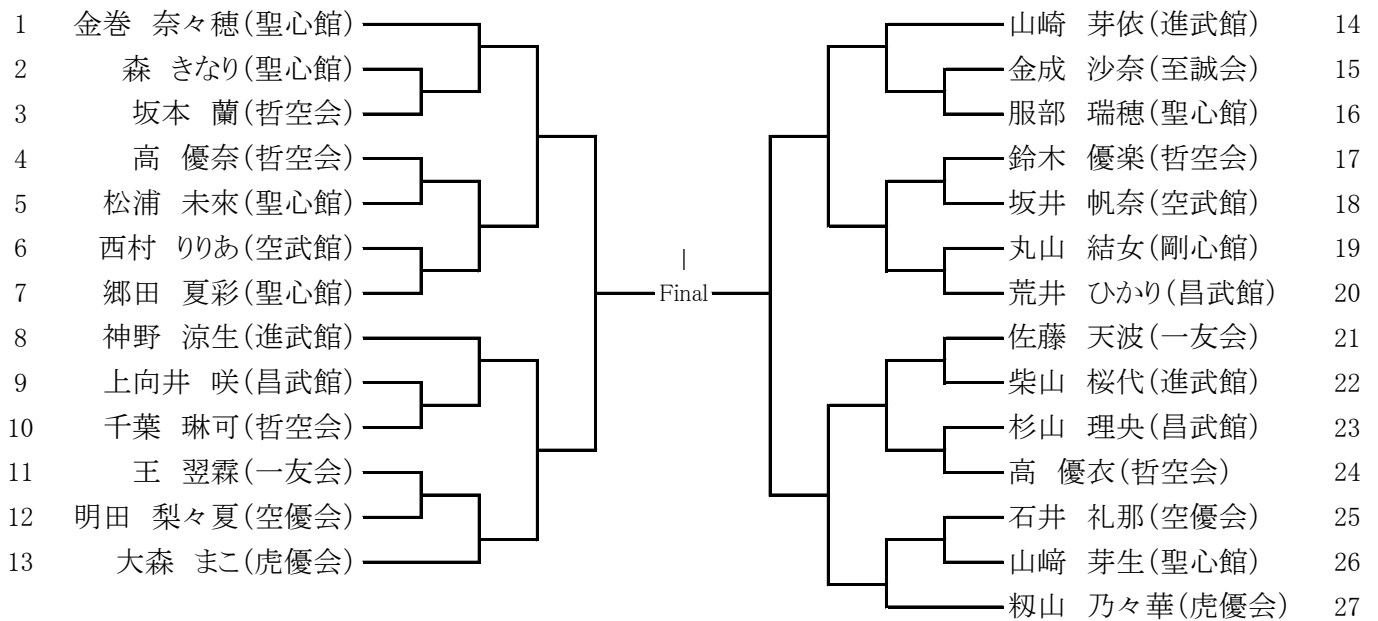 1 金巻 奈々穂(聖心館)
2 森 きなり(聖心館)
3 坂本 蘭(哲空会)
4 高 優奈(哲空会)
5 松浦 未來(聖心館)
6 西村 りりあ(空武館)
7 郷田 夏彩(聖心館)
8 神野 涼生(進武館)
9 上向井 咲(昌武館)
10 千葉 琳可(哲空会)
11 王 翌霖(一友会)
12 明田 梨々夏(空優会)
13 大森 まこ(虎優会)
Final
山崎 芽依(進武館) 14
金成 沙奈(至誠会) 15
服部 瑞穂(聖心館) 16
鈴木 優楽(哲空会) 17
坂井 帆奈(空武館) 18
丸山 結女(剛心館) 19
荒井 ひかり(昌武館) 20
佐藤 天波(一友会) 21
柴山 桜代(進武館) 22
杉山 理央(昌武館) 23
高 優衣(哲空会) 24
石井 礼那(空優会) 25
山﨑 芽生(聖心館) 26
籾山 乃々華(虎優会) 27